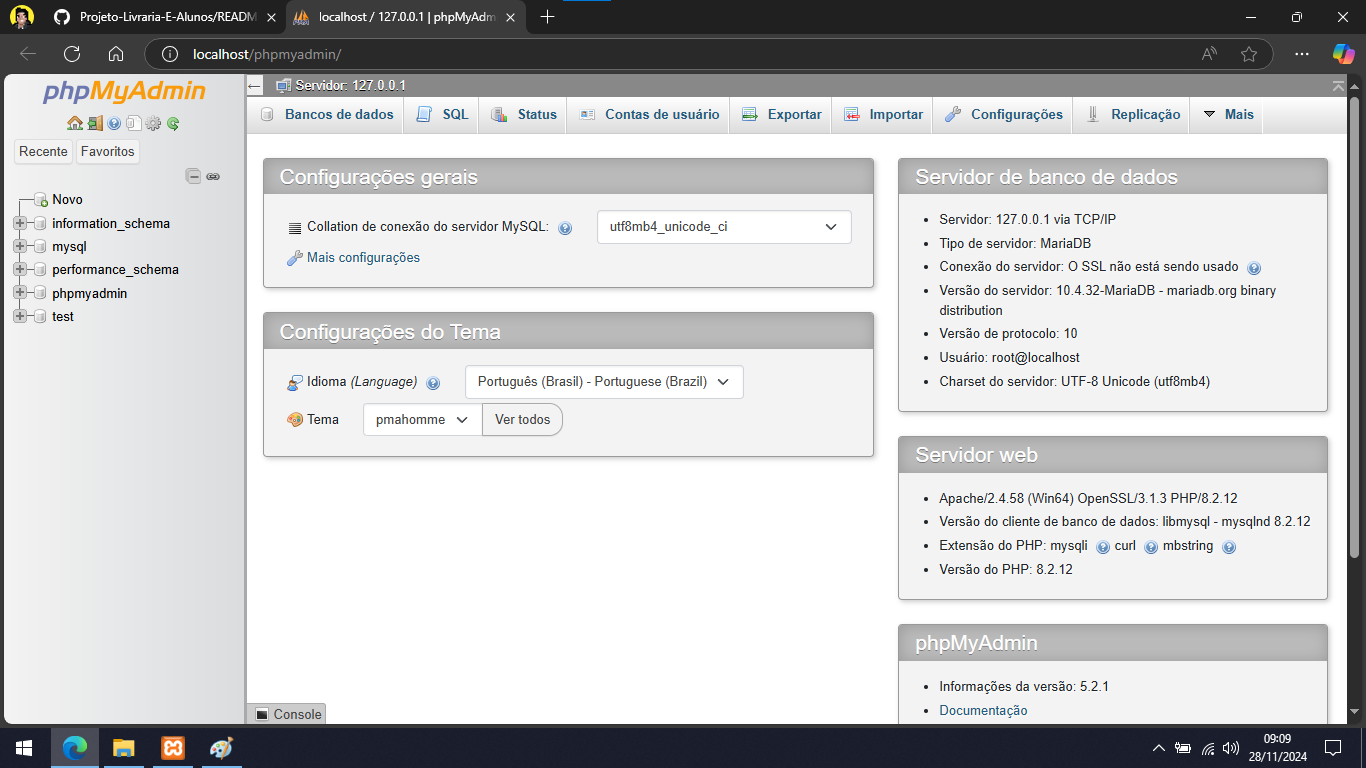 Projeto-Livraria-E-Alunos/READM
localhost / 127.0.0.1 | phpMyAdm
localhost/phpmyadmin/
phpMyAdmin
Recente
Favoritos
Novo
information_schema
mysql
performance_schema
phpmyadmin
test
Servidor: 127.0.0.1
Bancos de dados
SQL
Status
Contas de usuário
Exportar
Importar
Configurações
Replicação
Mais
Configurações gerais
Collation de conexão do servidor MySQL:
utf8mb4_unicode_ci
Mais configurações
Configurações do Tema
Idioma (Language)
Português (Brasil) - Portuguese (Brazil)
Tema
pmahomme
Ver todos
Servidor de banco de dados
Servidor: 127.0.0.1 via TCP/IP
Tipo de servidor: MariaDB
Conexão do servidor: O SSL não está sendo usado
Versão do servidor: 10.4.32-MariaDB - mariadb.org binary
distribution
Versão de protocolo: 10
Usuário: root@localhost
Charset do servidor: UTF-8 Unicode (utf8mb4)
Servidor web
Apache/2.4.58 (Win64) OpenSSL/3.1.3 PHP/8.2.12
Versão do cliente de banco de dados: libmysql - mysqlnd 8.2.12
Extensão do PHP: mysqli curl mbstring
Versão do PHP: 8.2.12
phpMyAdmin
Informações da versão: 5.2.1
Documentação
Console
09:09
28/11/2024